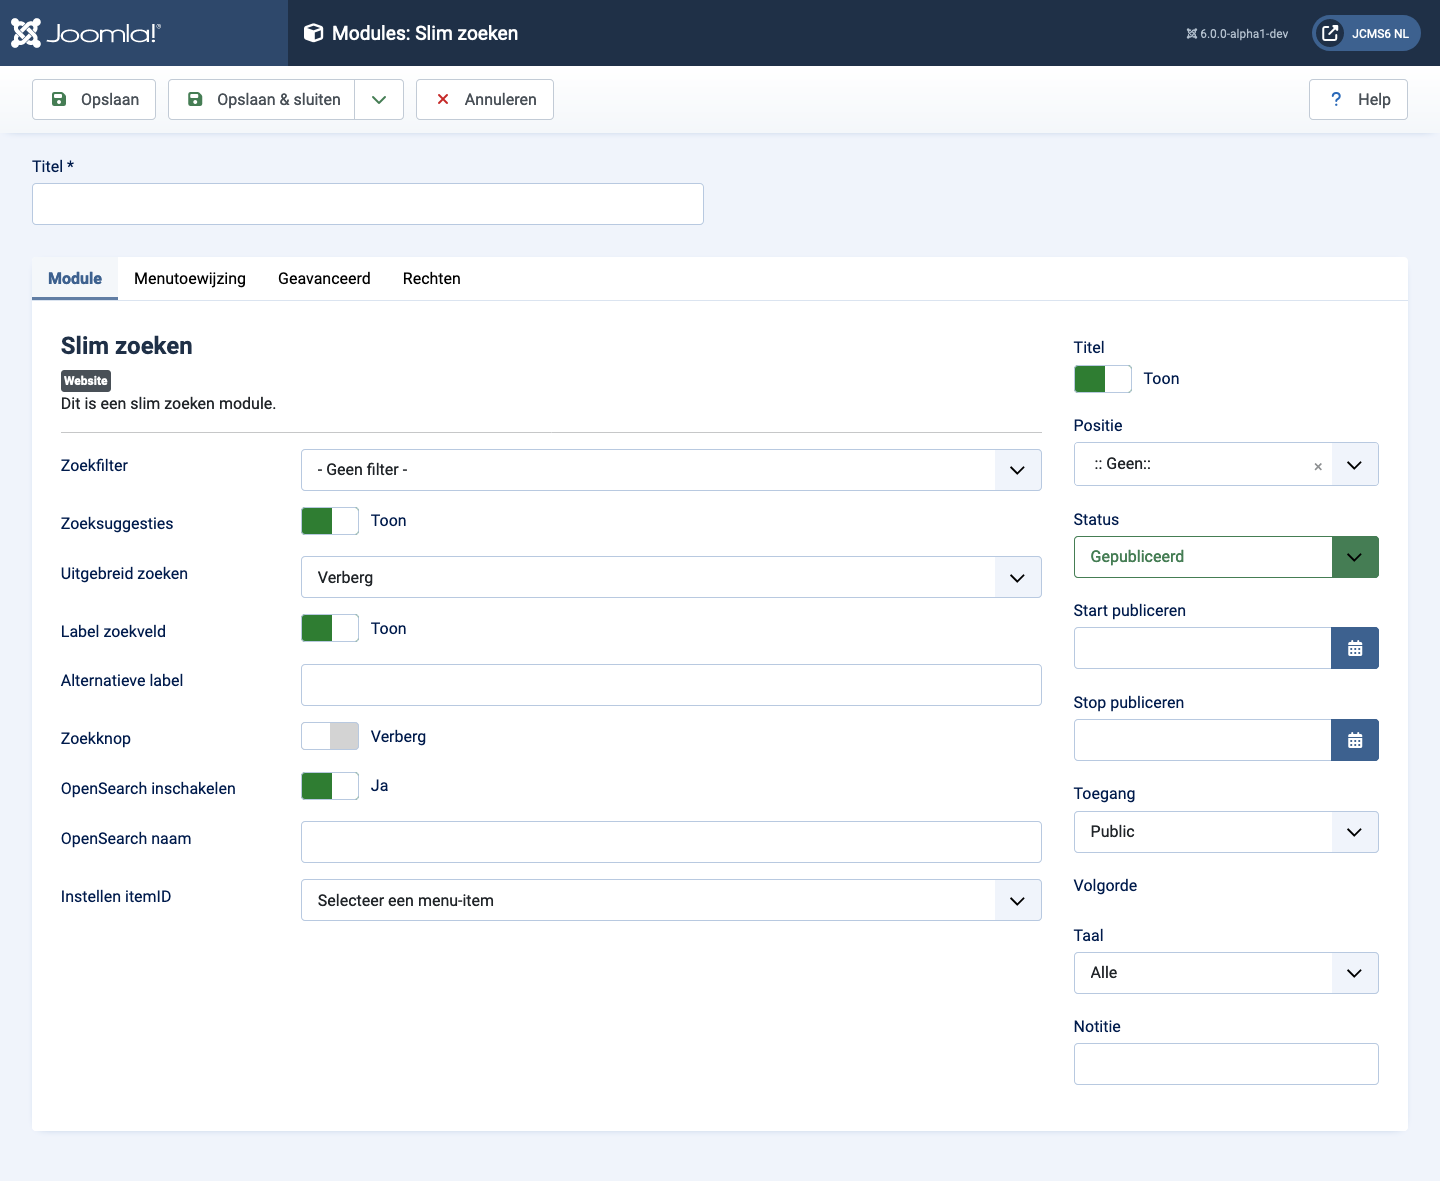 Joomla!®
Modules: Slim zoeken
6.0.0-alpha1-dev
JCMS6 NL
Opslaan
Opslaan & sluiten
Annuleren
? Help
Titel *
Module
Menutoewijzing
Geavanceerd
Rechten
Slim zoeken
Website
Dit is een slim zoeken module.
Zoekfilter
- Geen filter -
Zoeksuggesties
Toon
Uitgebreid zoeken
Verberg
Label zoekveld
Toon
Alternatieve label
Zoekknop
Verberg
OpenSearch inschakelen
Ja
OpenSearch naam
Instellen itemID
Selecteer een menu-item
Titel
Toon
Positie
:: Geen::
×
Status
Gepubliceerd
Start publiceren
Stop publiceren
Toegang
Public
Volgorde
Taal
Alle
Notitie